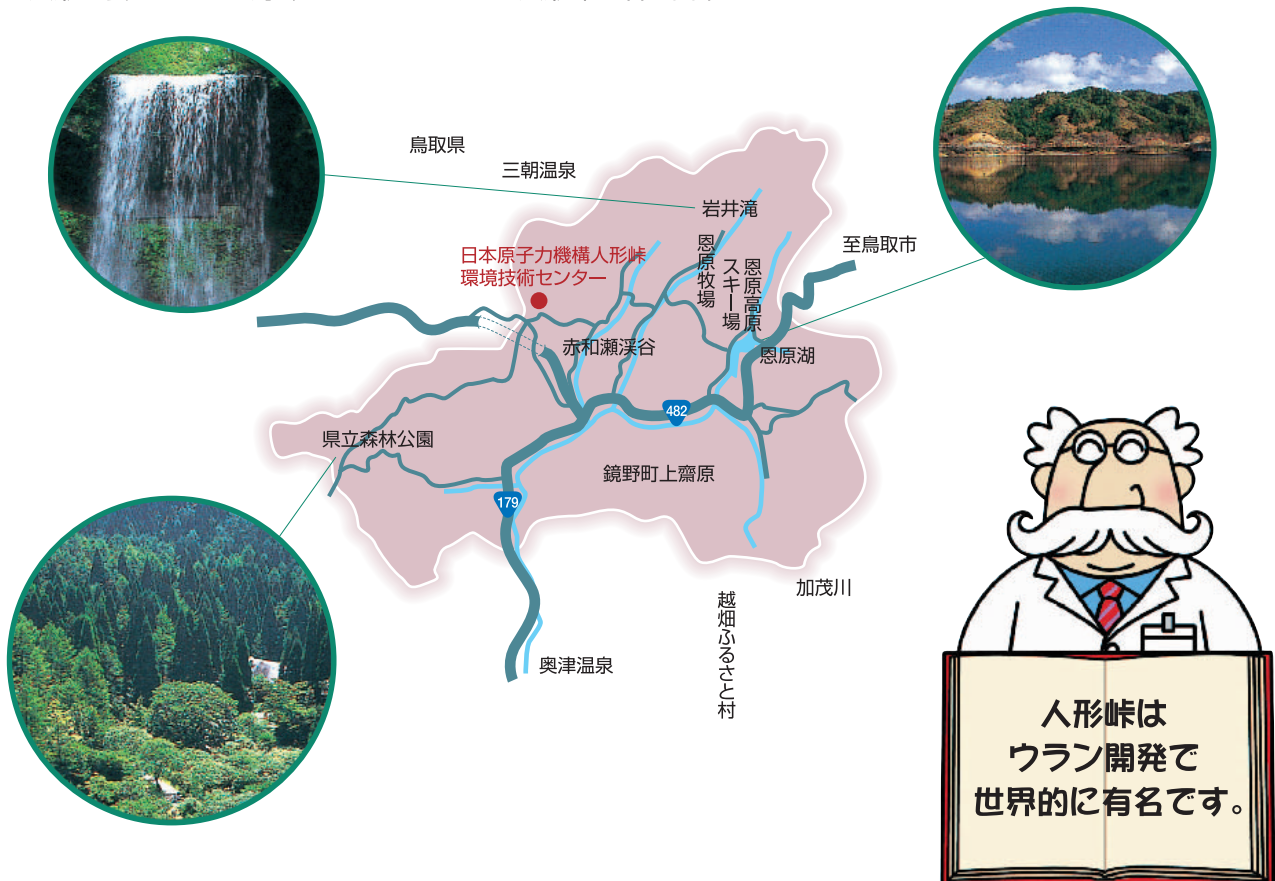 鳥取県
三朝温泉
岩井滝
至鳥取市
恩原牧場
恩原高原
スキー場
日本原子力機構人形峠
環境技術センター
赤和瀬渓谷
恩原湖
482
県立森林公園
鏡野町上齋原
179
加茂川
越畑ふるさと村
奥津温泉
人形峠は
ウラン開発で
世界的に有名です。